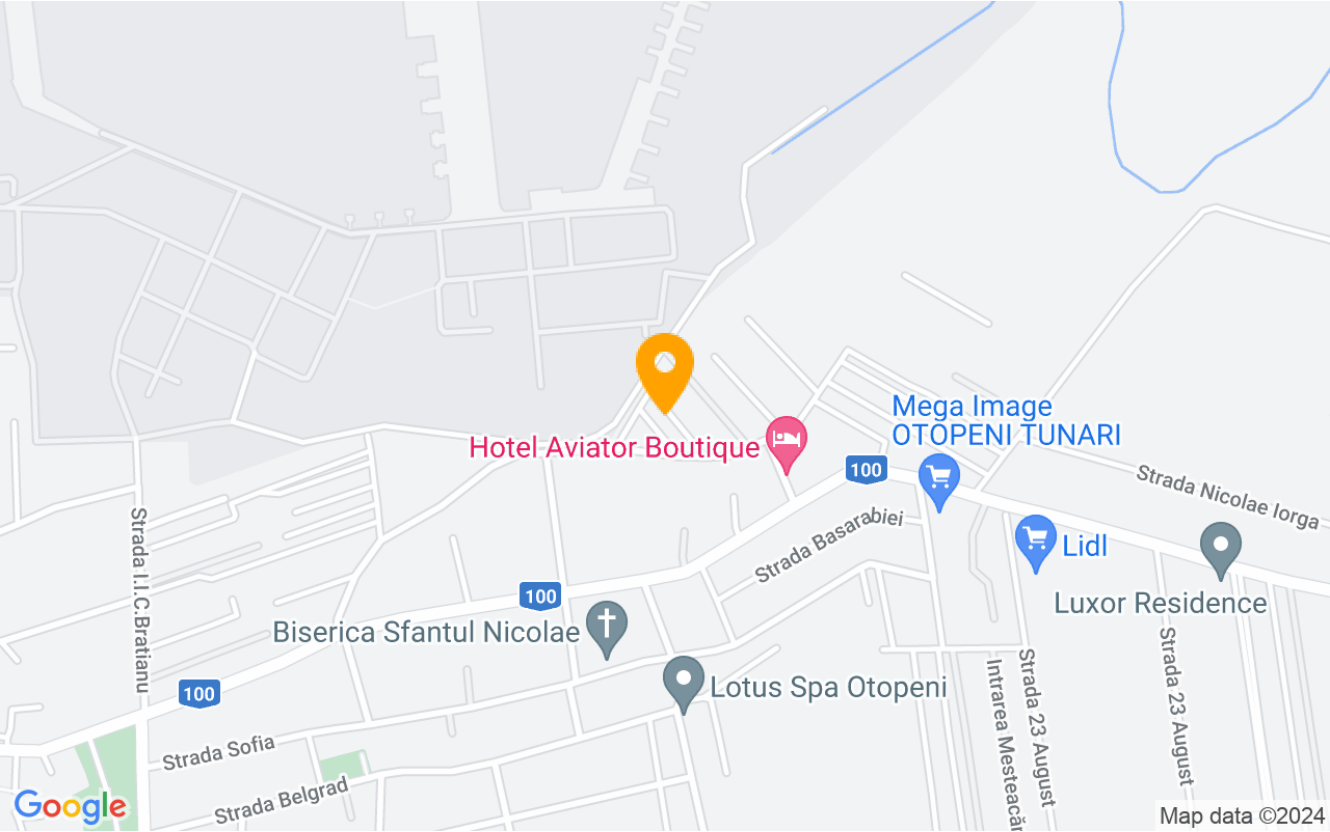 Mega Image
OTOPENI TUNARI
Hotel Aviator Boutique
100
Strada Nicolae Iorga
Strada Basarabiei
Lidl
Strada I.I.C.Bratianu
100
Luxor Residence
Biserica Sfantul Nicolae
100
Lotus Spa Otopeni
Strada 23 August
Strada 23 August
Intrarea Mesteacăr
Strada Sofia
Strada Belgrad
Google
Map data ©2024